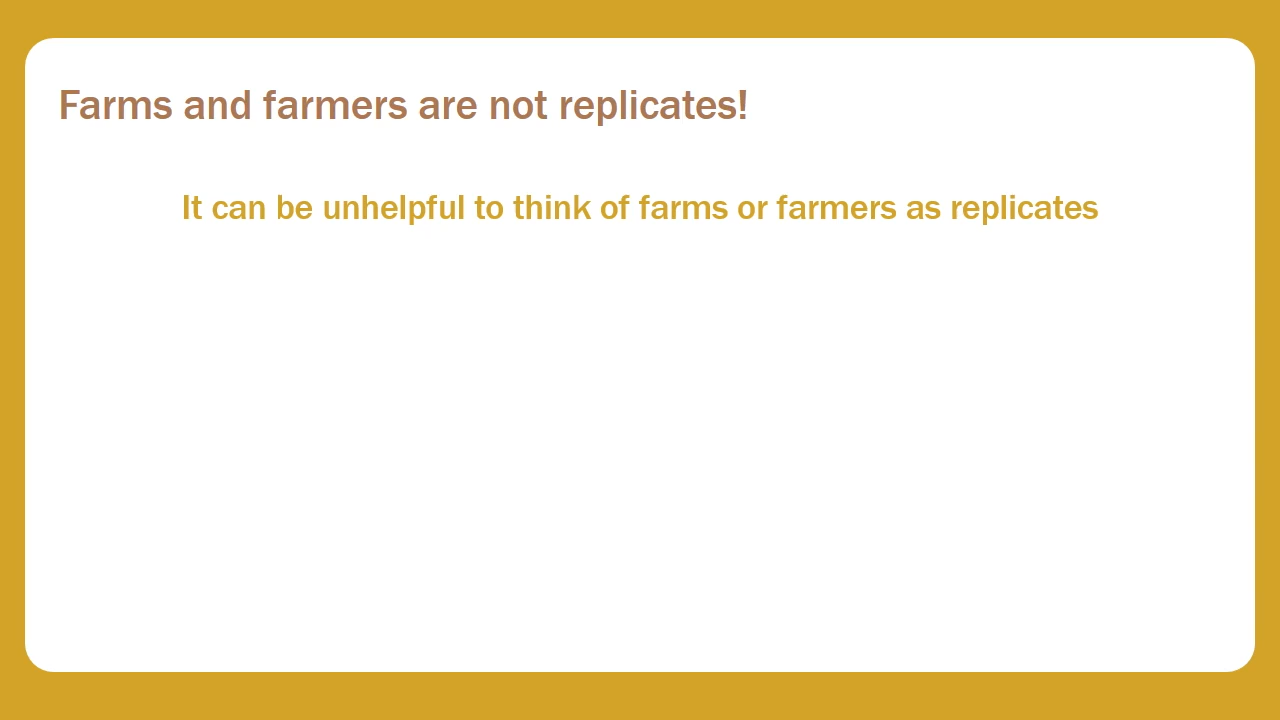 Farms and farmers are not replicates!
It can be unhelpful to think of farms or farmers as replicates